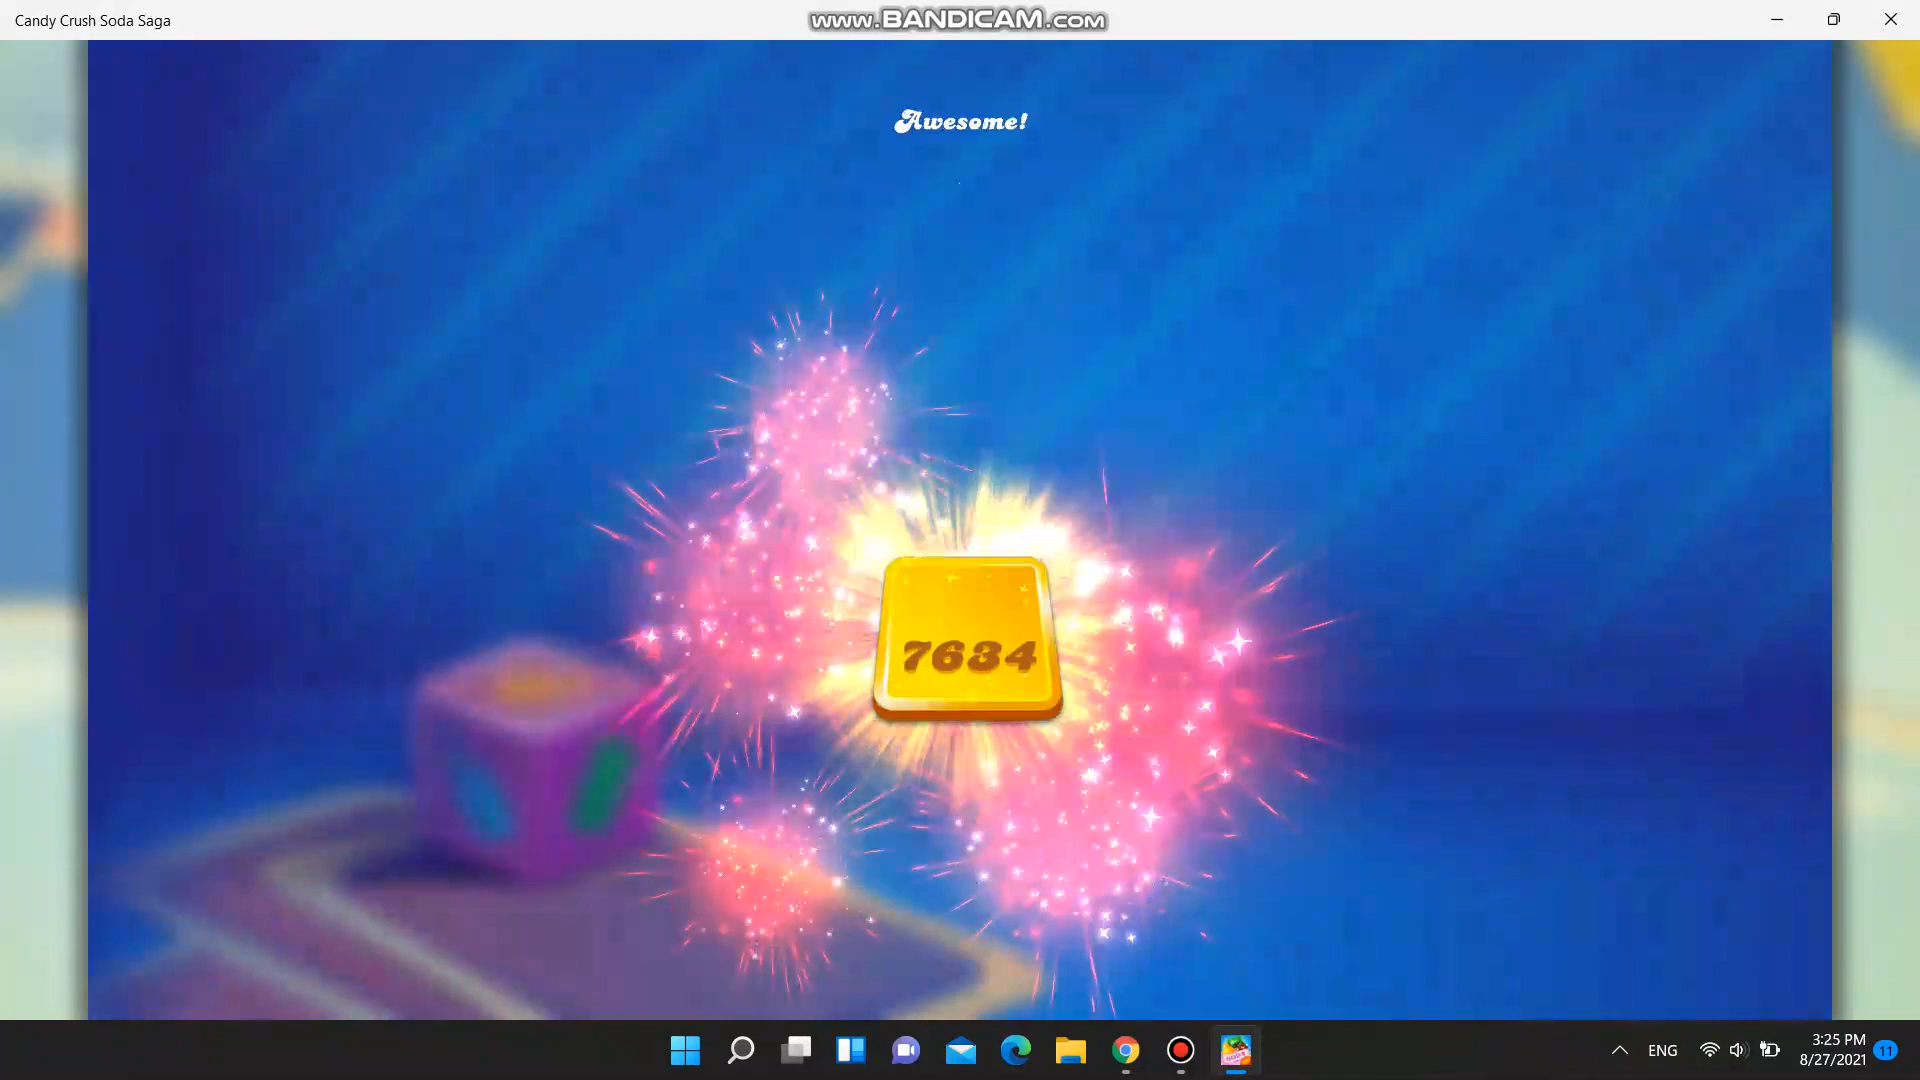 Candy Crush Soda Saga
www.BANDICAM.com
Awesome!
7634
ENG
3:25 PM
8/27/2021
11